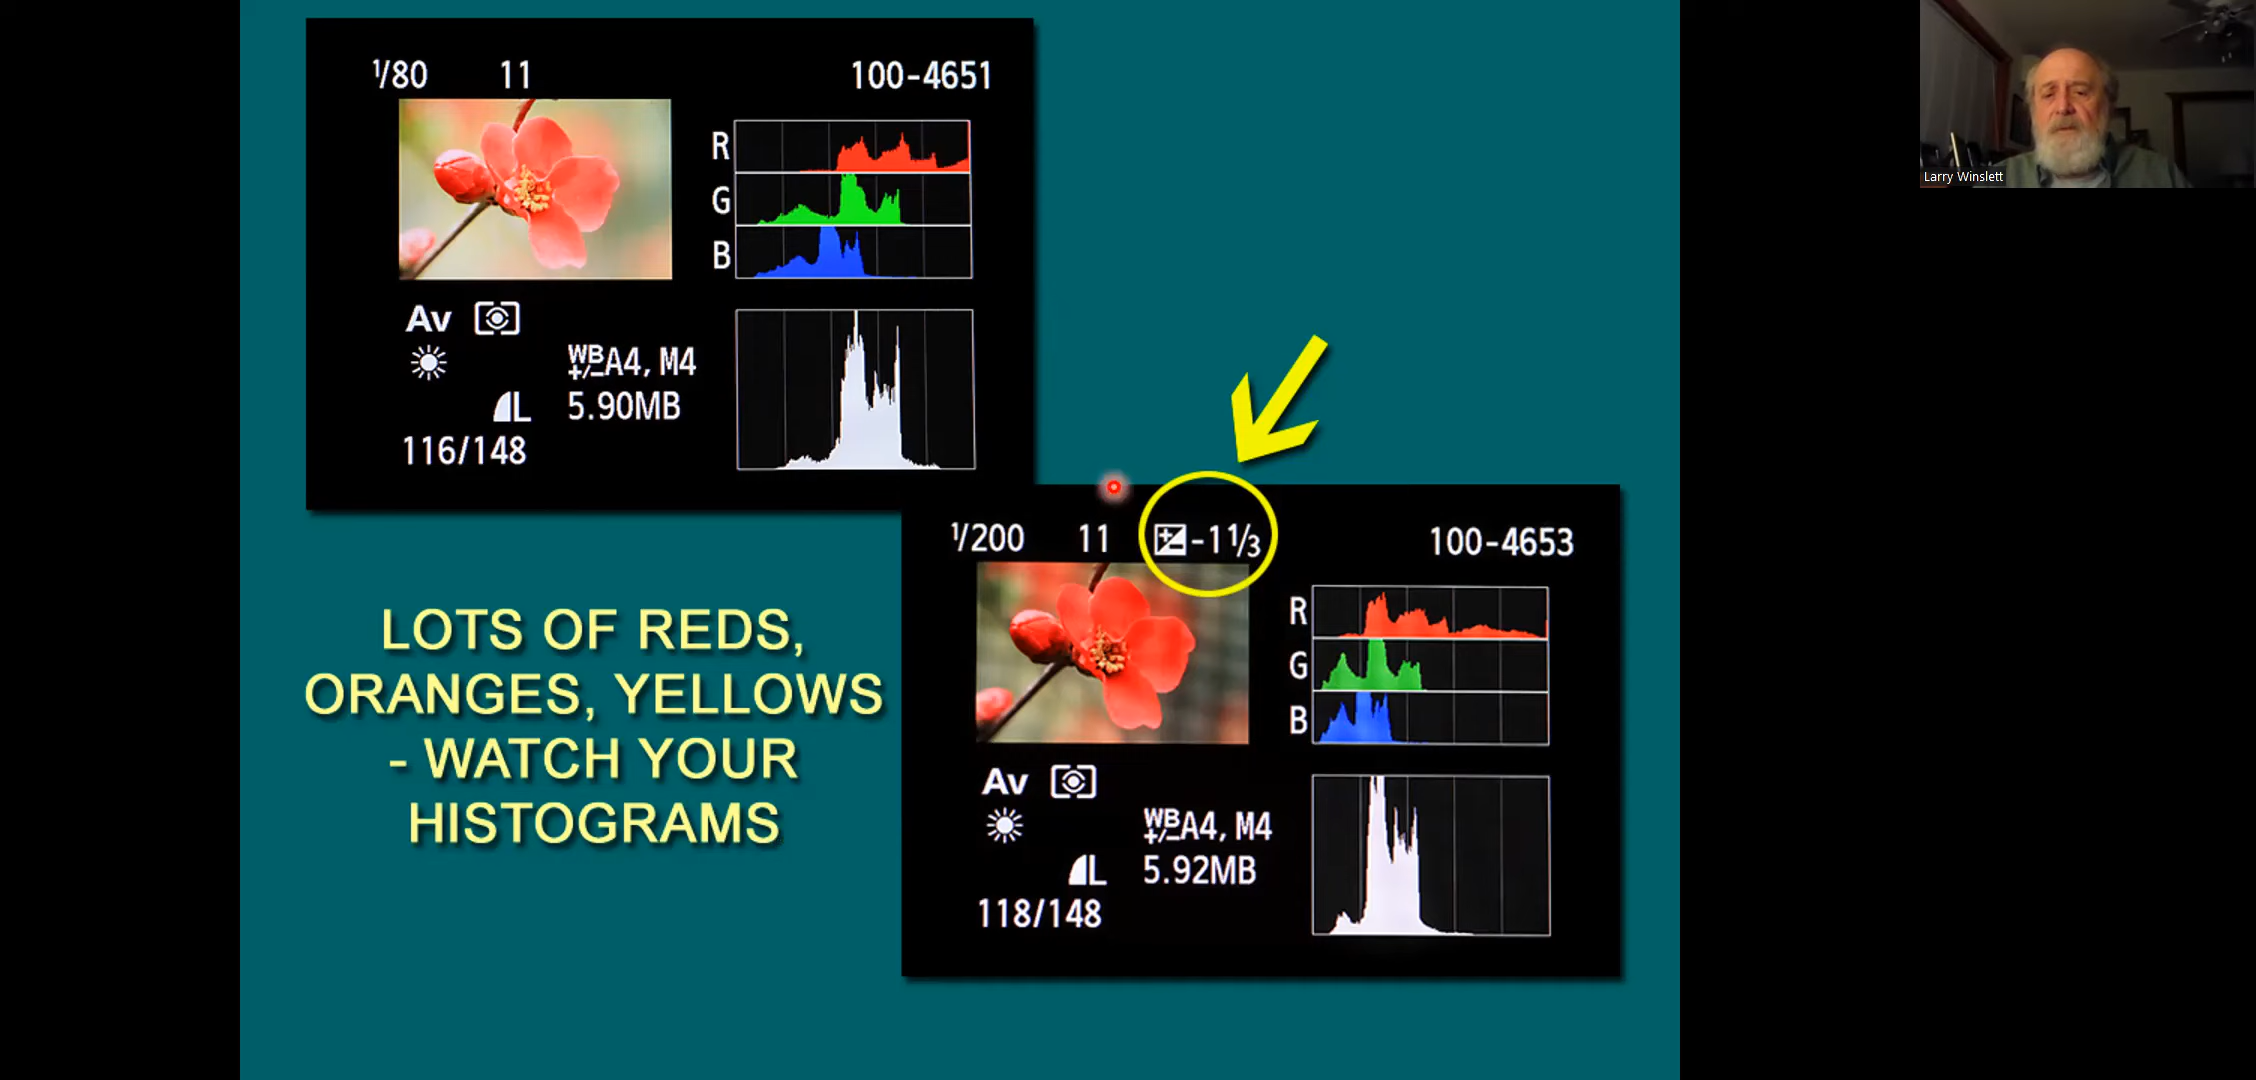 1/80 11 100-4651
R
G
B
Av
WB +/- A4, M4
L 5.90MB
116/148
1/200 11 -1 1/3 100-4653
R
G
B
Av
WB +/- A4, M4
L 5.92MB
118/148
LOTS OF REDS,
ORANGES, YELLOWS
- WATCH YOUR
HISTOGRAMS
Larry Winslett